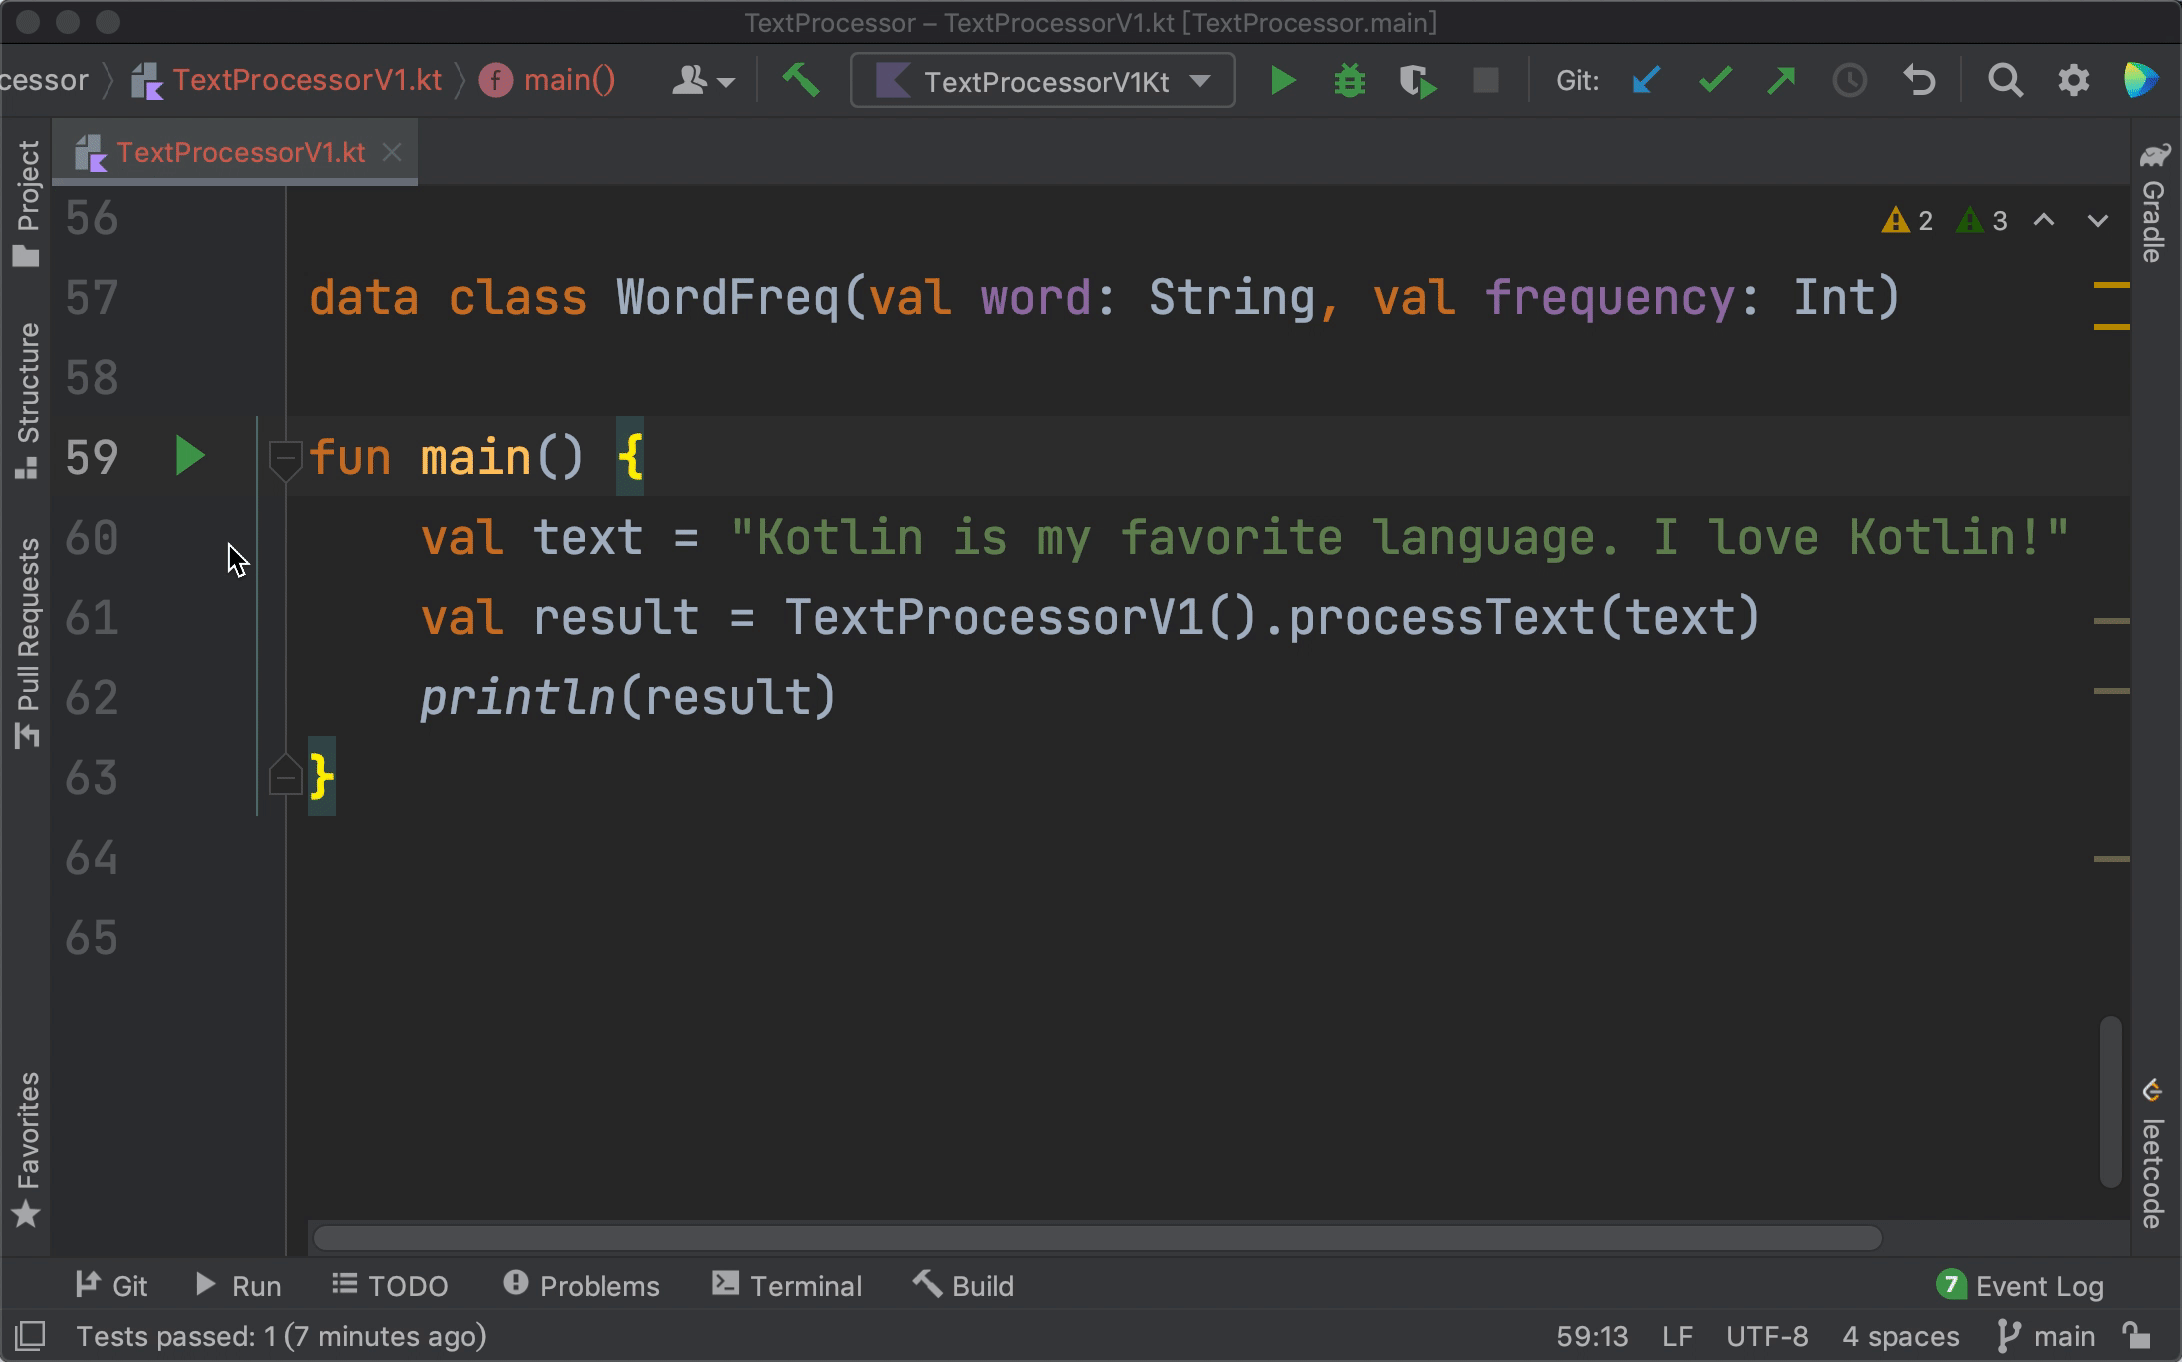 TextProcessor – TextProcessorV1.kt [TextProcessor.main]
cessor TextProcessorV1.kt f main() TextProcessorV1Kt Git:
TextProcessorV1.kt
Project
Structure
Pull Requests
Favorites
Gradle
leetcode
2 3
56
57 data class WordFreq(val word: String, val frequency: Int)
58
59 fun main() {
60 val text = "Kotlin is my favorite language. I love Kotlin!"
61 val result = TextProcessorV1().processText(text)
62 println(result)
63 }
64
65
Git Run TODO Problems Terminal Build 7 Event Log
Tests passed: 1 (7 minutes ago) 59:13 LF UTF-8 4 spaces main